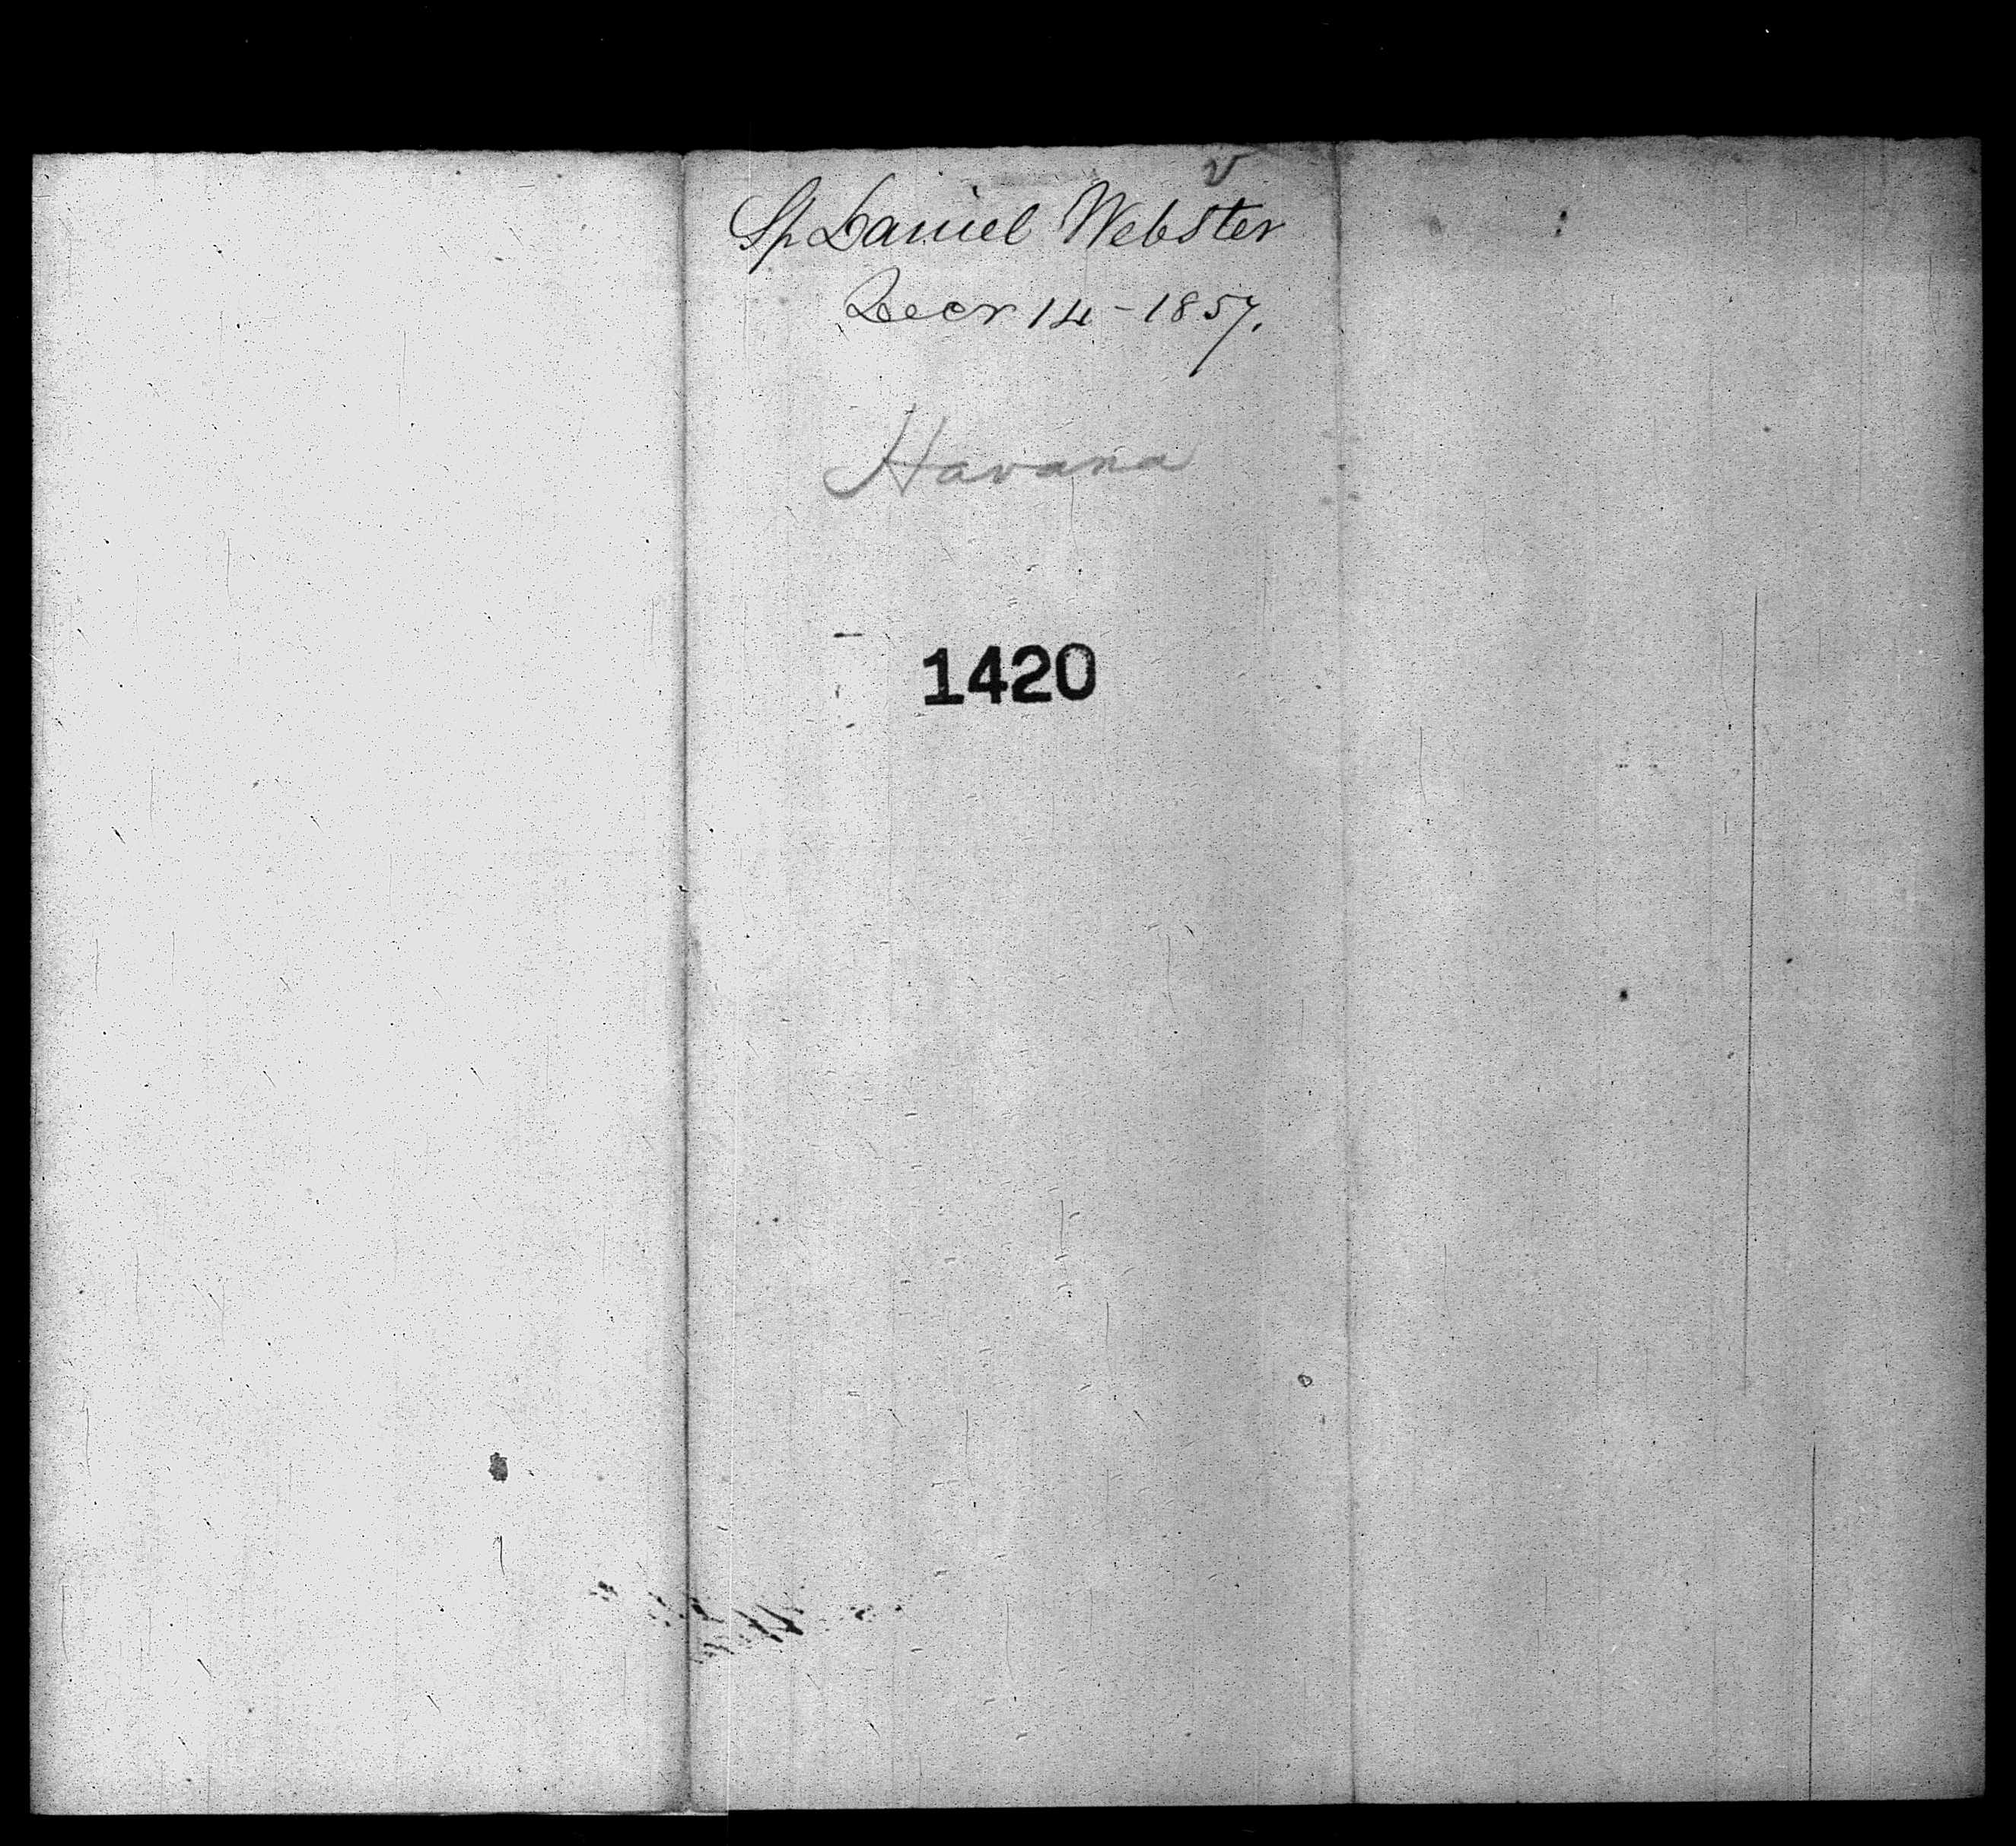 v
Sp Daniel Webster
Decr 14 - 1857.
Havana
1420